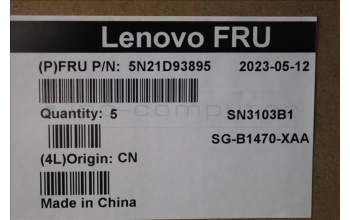 Lenovo FRU
(P)FRU P/N: 5N21D93895 2023-05-12
Quantity: 5 SN3103B1
SG-B1470-XAA
(4L)Origin: CN
Made in China